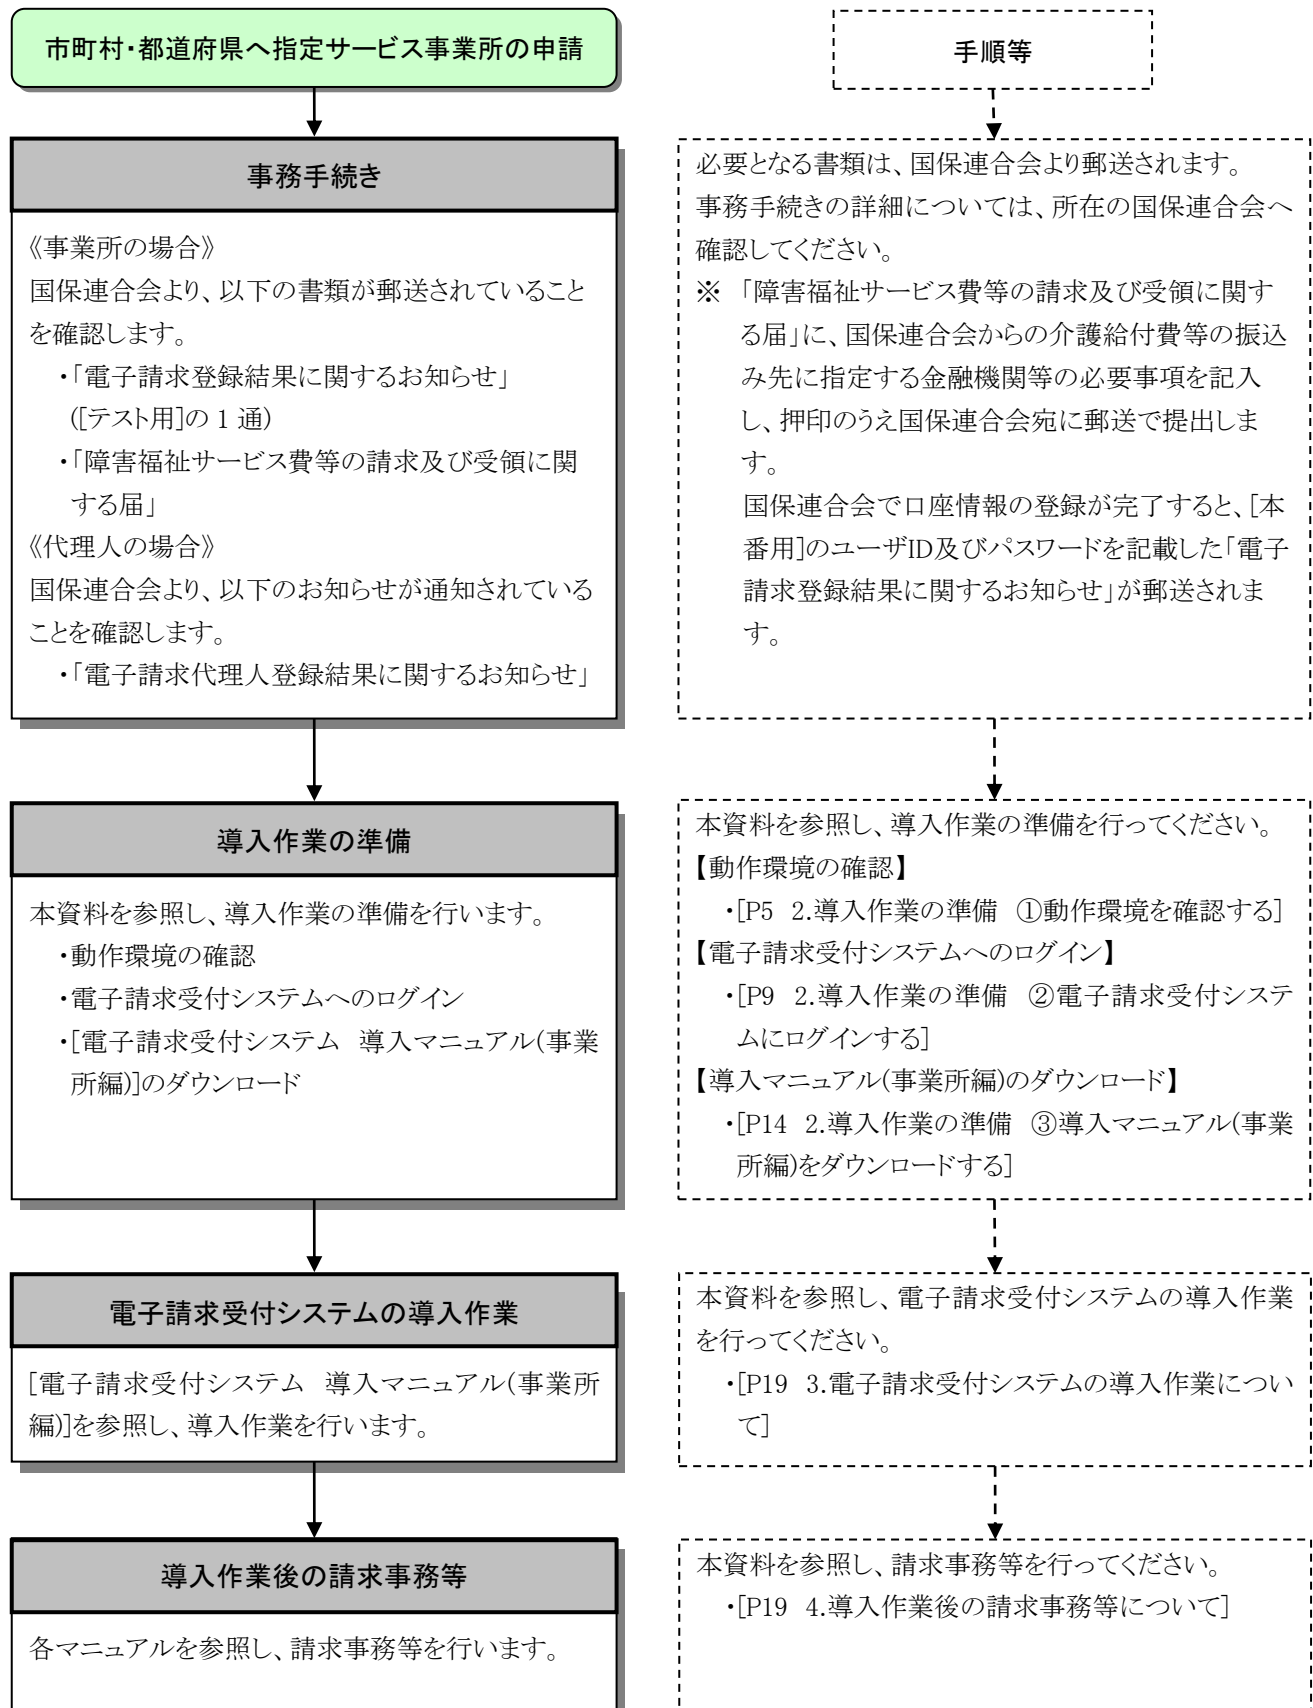 市町村・都道府県へ指定サービス事業所の申請
事務手続き
《事業所の場合》
国保連合会より、以下の書類が郵送されていること
を確認します。
・「電子請求登録結果に関するお知らせ」
([テスト用]の 1 通)
・「障害福祉サービス費等の請求及び受領に関
する届」
《代理人の場合》
国保連合会より、以下のお知らせが通知されている
ことを確認します。
・「電子請求代理人登録結果に関するお知らせ」
導入作業の準備
本資料を参照し、導入作業の準備を行います。
・動作環境の確認
・電子請求受付システムへのログイン
・[電子請求受付システム 導入マニュアル(事業
所編)]のダウンロード
電子請求受付システムの導入作業
[電子請求受付システム 導入マニュアル(事業所
編)]を参照し、導入作業を行います。
導入作業後の請求事務等
各マニュアルを参照し、請求事務等を行います。
手順等
必要となる書類は、国保連合会より郵送されます。
事務手続きの詳細については、所在の国保連合会へ
確認してください。
※ 「障害福祉サービス費等の請求及び受領に関す
る届」に、国保連合会からの介護給付費等の振込
み先に指定する金融機関等の必要事項を記入
し、押印のうえ国保連合会宛に郵送で提出しま
す。
国保連合会で口座情報の登録が完了すると、[本
番用]のユーザID及びパスワードを記載した「電子
請求登録結果に関するお知らせ」が郵送されま
す。
本資料を参照し、導入作業の準備を行ってください。
【動作環境の確認】
・[P5 2.導入作業の準備 ①動作環境を確認する]
【電子請求受付システムへのログイン】
・[P9 2.導入作業の準備 ②電子請求受付システ
ムにログインする]
【導入マニュアル(事業所編)のダウンロード】
・[P14 2.導入作業の準備 ③導入マニュアル(事業
所編)をダウンロードする]
本資料を参照し、電子請求受付システムの導入作業
を行ってください。
・[P19 3.電子請求受付システムの導入作業につい
て]
本資料を参照し、請求事務等を行ってください。
・[P19 4.導入作業後の請求事務等について]